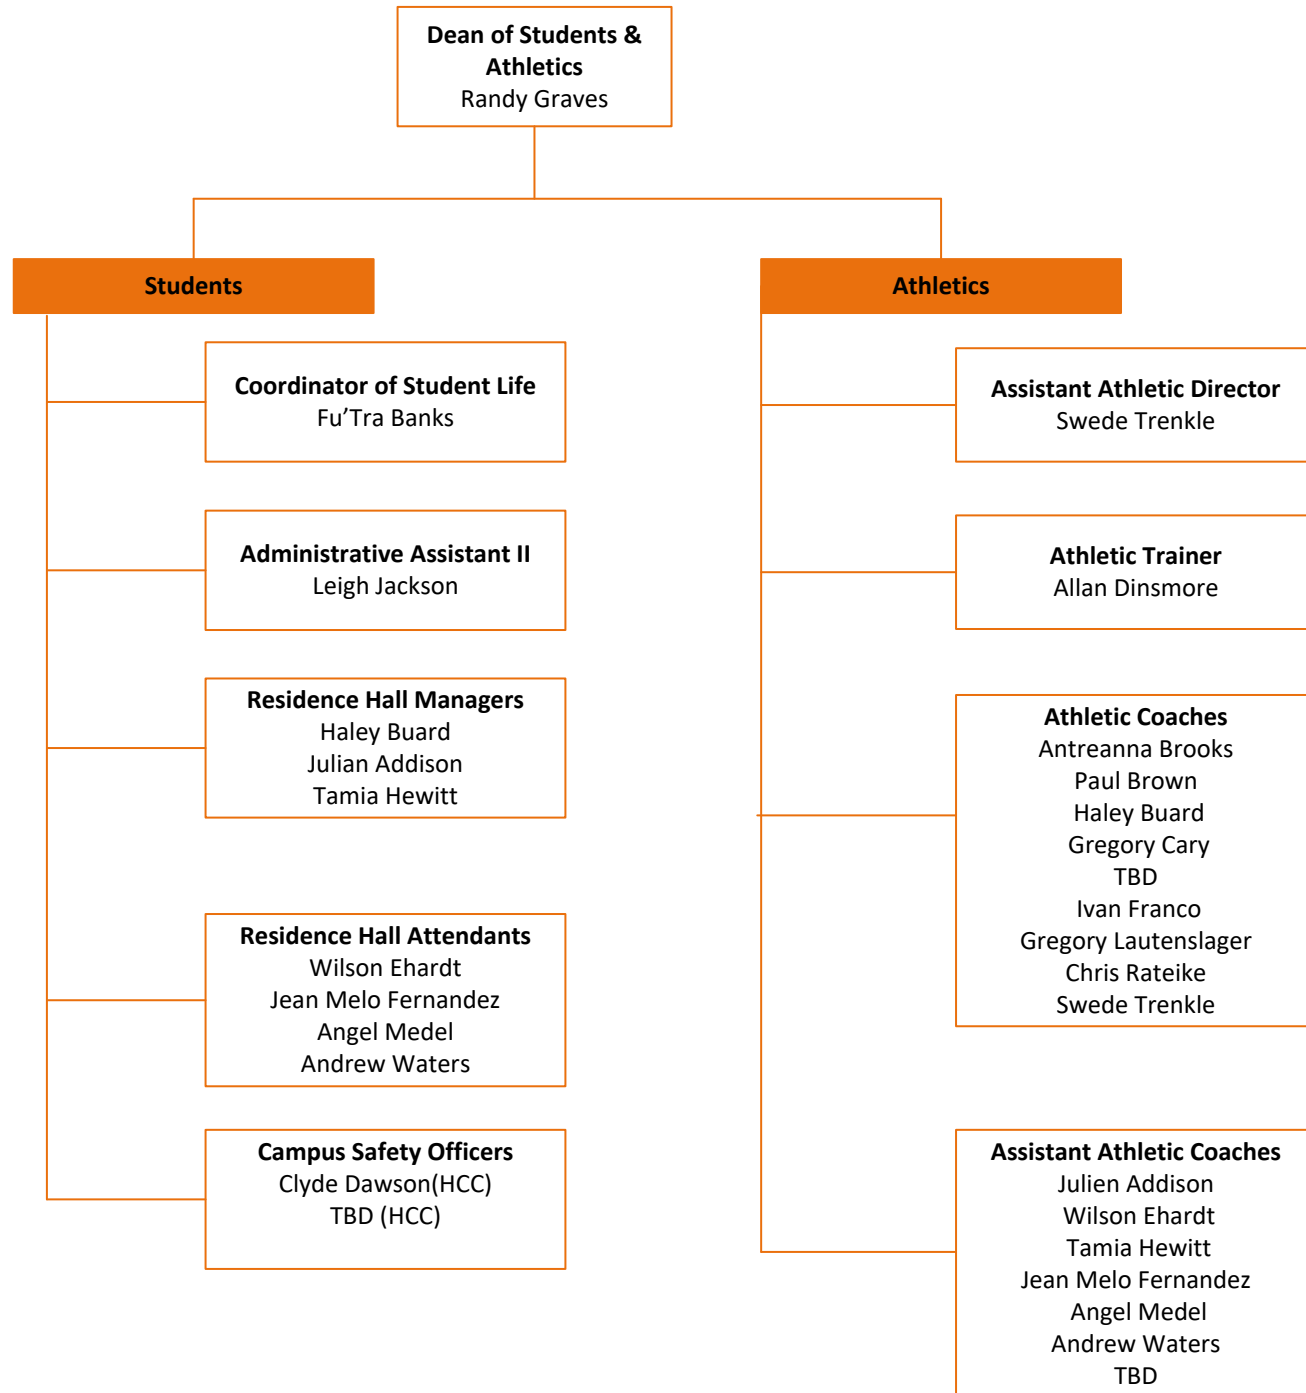 Dean of Students &
Athletics
Randy Graves
Students
Coordinator of Student Life
Fu’Tra Banks
Administrative Assistant II
Leigh Jackson
Residence Hall Managers
Haley Buard
Julian Addison
Tamia Hewitt
Residence Hall Attendants
Wilson Ehardt
Jean Melo Fernandez
Angel Medel
Andrew Waters
Campus Safety Officers
Clyde Dawson(HCC)
TBD (HCC)
Athletics
Assistant Athletic Director
Swede Trenkle
Athletic Trainer
Allan Dinsmore
Athletic Coaches
Antreanna Brooks
Paul Brown
Haley Buard
Gregory Cary
TBD
Ivan Franco
Gregory Lautenslager
Chris Rateike
Swede Trenkle
Assistant Athletic Coaches
Julien Addison
Wilson Ehardt
Tamia Hewitt
Jean Melo Fernandez
Angel Medel
Andrew Waters
TBD